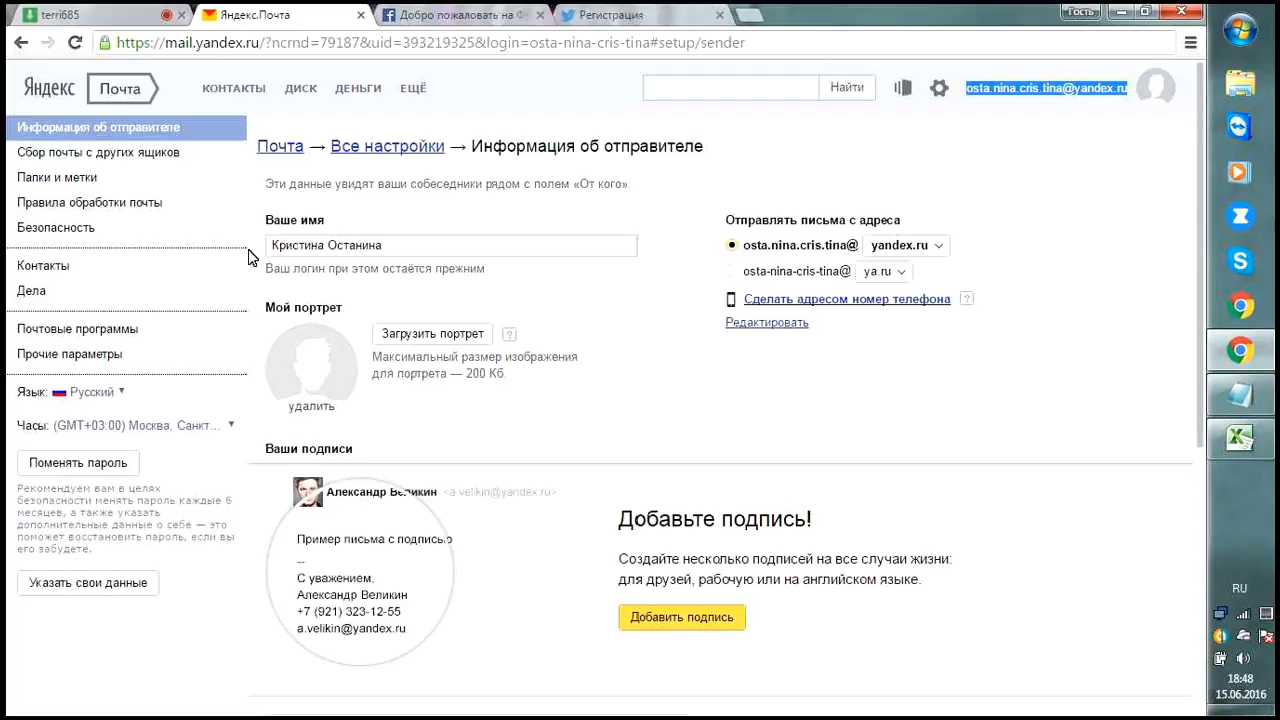 terri685
Яндекс.Почта
Добро пожаловать на Ф
Регистрация
Гость
https://mail.yandex.ru/?ncrnd=79187&uid=393219325&login=osta-nina-cris-tina#setup/sender
Яндекс
Почта
КОНТАКТЫ
ДИСК
ДЕНЬГИ
ЕЩЁ
Найти
osta.nina.cris.tina@yandex.ru
Информация об отправителе
Сбор почты с других ящиков
Папки и метки
Правила обработки почты
Безопасность
Контакты
Дела
Почтовые программы
Прочие параметры
Язык: Русский
Часы: (GMT+03:00) Москва, Санкт...
Поменять пароль
Рекомендуем вам в целях
безопасности менять пароль каждые 6
месяцев, а также указать
дополнительные данные о себе — это
поможет восстановить пароль, если вы
его забудете.
Указать свои данные
Почта → Все настройки → Информация об отправителе
Эти данные увидят ваши собеседники рядом с полем «От кого».
Ваше имя
Кристина Останина
Ваш логин при этом остаётся прежним
Мой портрет
Загрузить портрет
?
Максимальный размер изображения
для портрета — 200 Кб.
удалить
Отправлять письма с адреса
osta.nina.cris.tina@ yandex.ru
osta-nina-cris-tina@ ya.ru
Сделать адресом номер телефона
?
Редактировать
Ваши подписи
Александр Великин <a.velikin@yandex.ru>
Пример письма с подписью
--
С уважением,
Александр Великин
+7 (921) 323-12-55
a.velikin@yandex.ru
Добавьте подпись!
Создайте несколько подписей на все случаи жизни:
для друзей, рабочую или на английском языке.
Добавить подпись
RU
18:48
15.06.2016